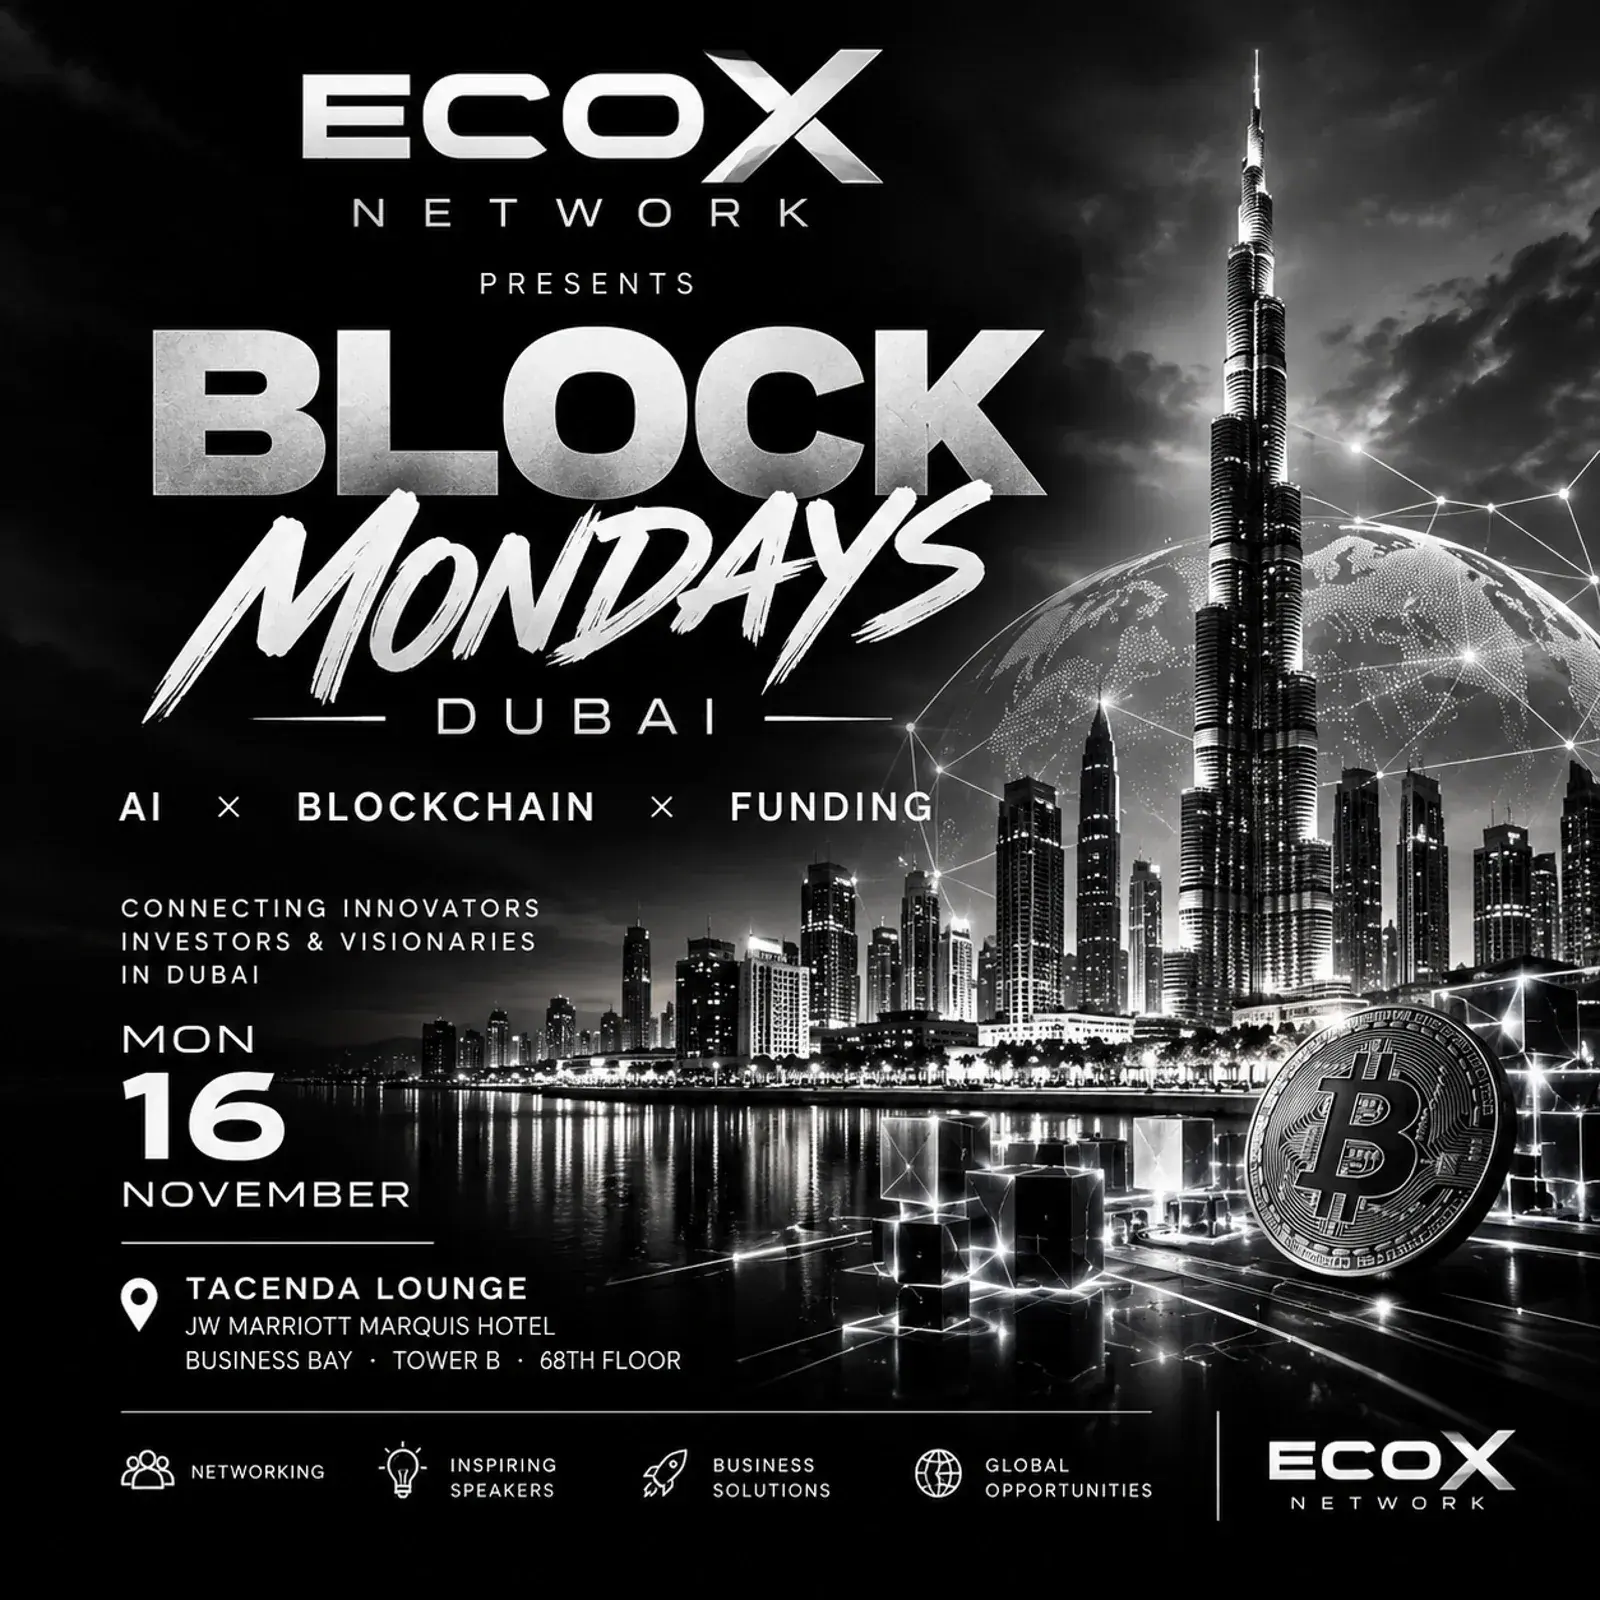 ECOX
NETWORK
PRESENTS
BLOCK
MONDAYS
DUBAI
AI × BLOCKCHAIN × FUNDING
CONNECTING INNOVATORS
INVESTORS & VISIONARIES
IN DUBAI
MON
16
NOVEMBER
TACENDA LOUNGE
JW MARRIOTT MARQUIS HOTEL
BUSINESS BAY · TOWER B · 68TH FLOOR
NETWORKING
INSPIRING
SPEAKERS
BUSINESS
SOLUTIONS
GLOBAL
OPPORTUNITIES
ECOX
NETWORK